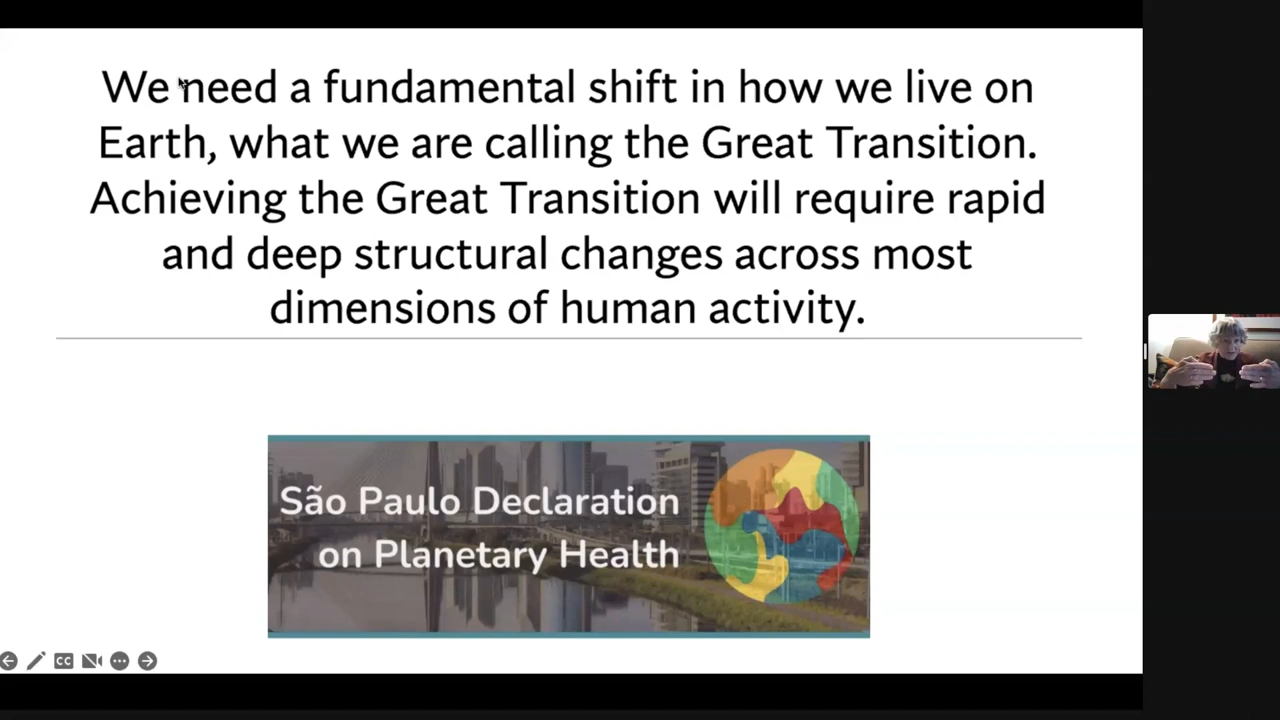 We need a fundamental shift in how we live on
Earth, what we are calling the Great Transition.
Achieving the Great Transition will require rapid
and deep structural changes across most
dimensions of human activity.
São Paulo Declaration
on Planetary Health
CC